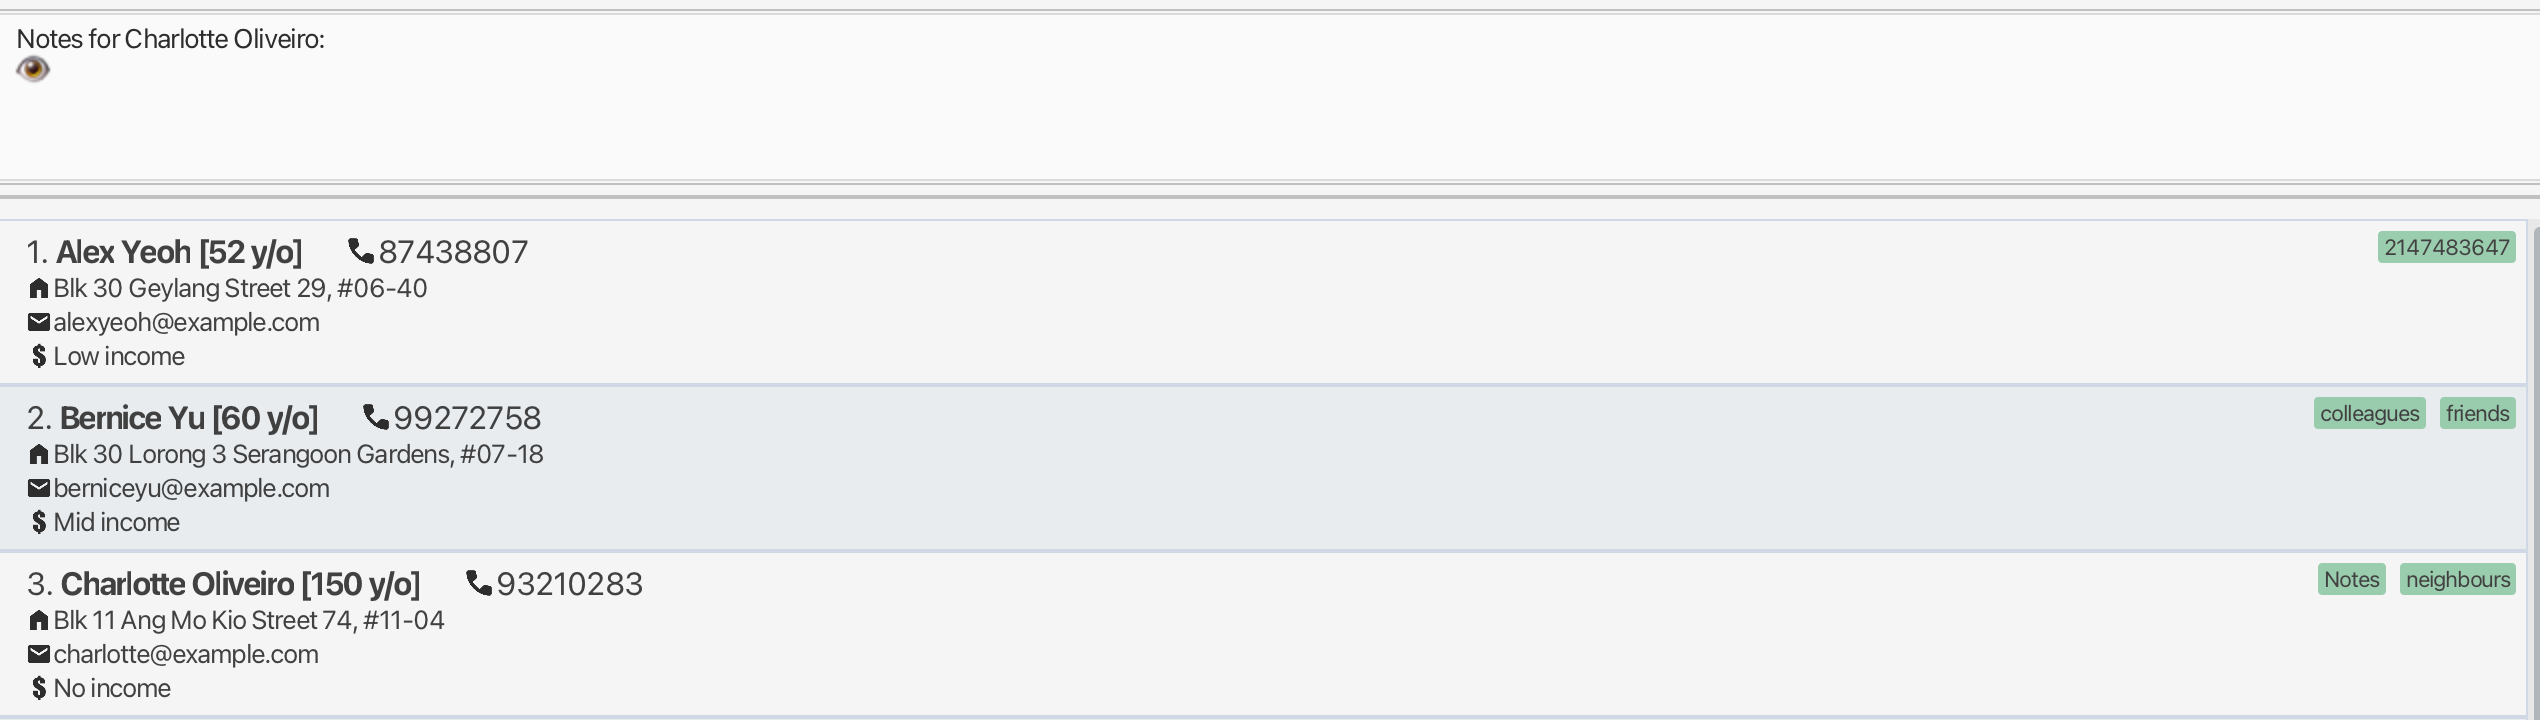 Notes for Charlotte Oliveiro:
👁️
1. Alex Yeoh [52 y/o] 87438807 2147483647
Blk 30 Geylang Street 29, #06-40
alexyeoh@example.com
$ Low income
2. Bernice Yu [60 y/o] 99272758 colleagues friends
Blk 30 Lorong 3 Serangoon Gardens, #07-18
berniceyu@example.com
$ Mid income
3. Charlotte Oliveiro [150 y/o] 93210283 Notes neighbours
Blk 11 Ang Mo Kio Street 74, #11-04
charlotte@example.com
$ No income